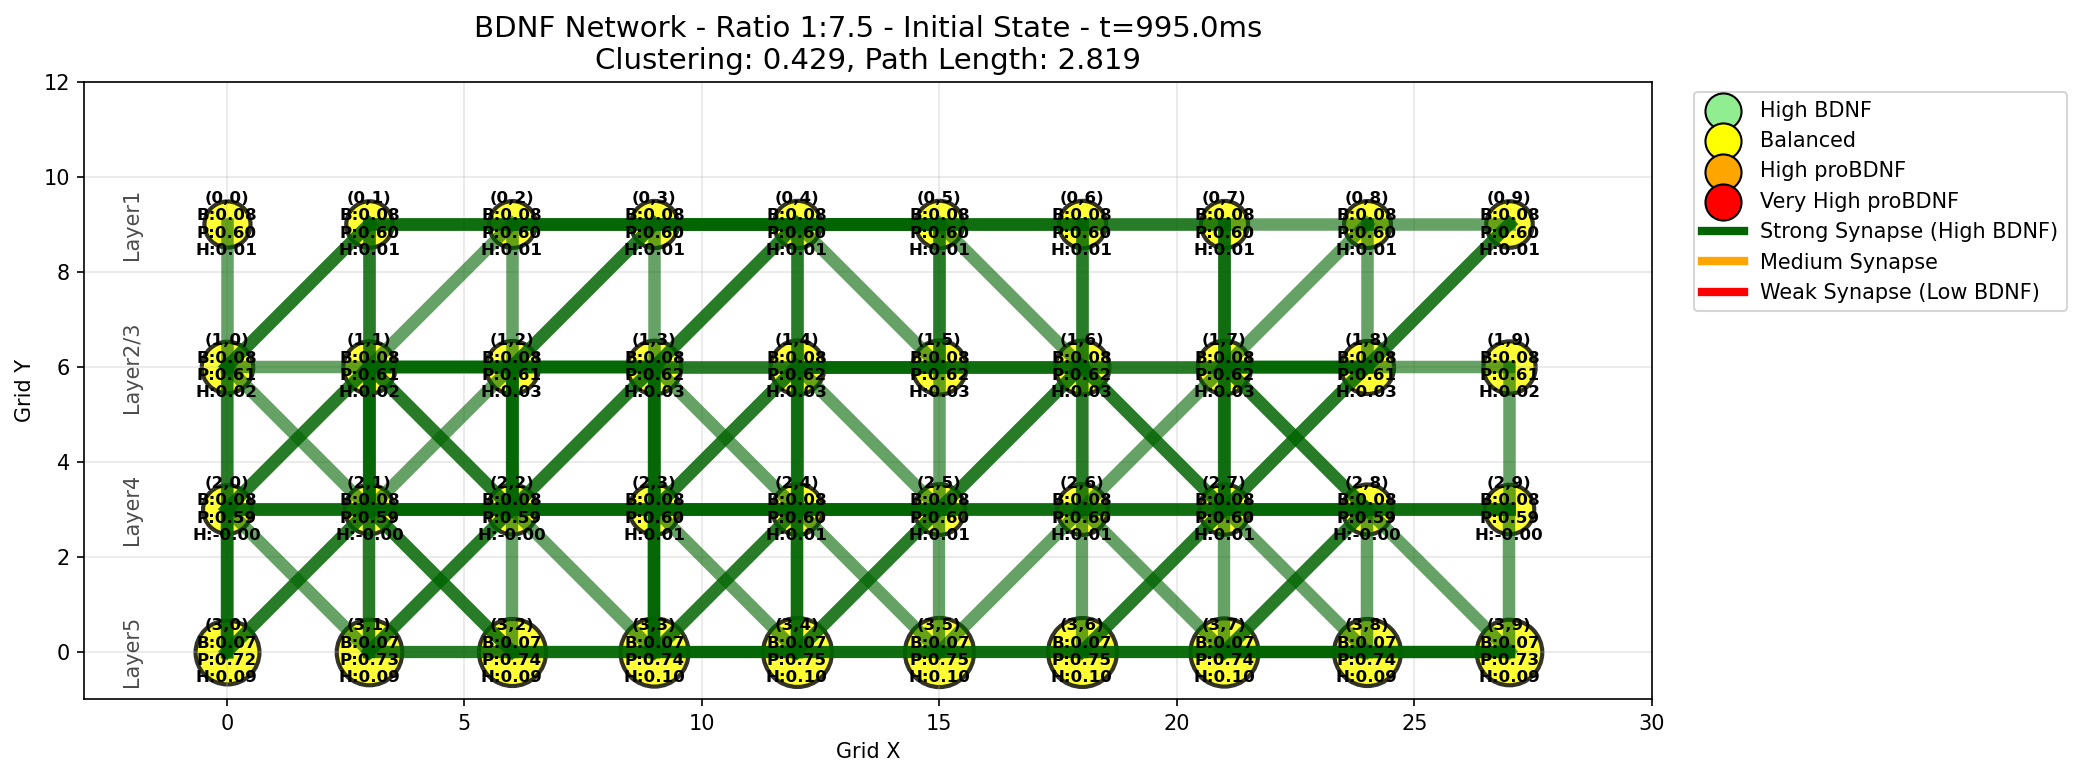 BDNF Network - Ratio 1:7.5 - Initial State - t=995.0ms
Clustering: 0.429, Path Length: 2.819
12
10
8
6
4
2
0
Grid Y
Layer1
Layer2/3
Layer4
Layer5
(0,0) (0,1) (0,2) (0,3) (0,4) (0,5) (0,6) (0,7) (0,8) (0,9)
B:0.08 B:0.08 B:0.08 B:0.08 B:0.08 B:0.08 B:0.08 B:0.08 B:0.08 B:0.08
P:0.60 P:0.60 P:0.60 P:0.60 P:0.60 P:0.60 P:0.60 P:0.60 P:0.60 P:0.60
H:0.01 H:0.01 H:0.01 H:0.01 H:0.01 H:0.01 H:0.01 H:0.01 H:0.01 H:0.01
(1,0) (1,1) (1,2) (1,3) (1,4) (1,5) (1,6) (1,7) (1,8) (1,9)
B:0.08 B:0.08 B:0.08 B:0.08 B:0.08 B:0.08 B:0.08 B:0.08 B:0.08 B:0.08
P:0.61 P:0.61 P:0.61 P:0.62 P:0.62 P:0.62 P:0.62 P:0.62 P:0.61 P:0.61
H:0.02 H:0.02 H:0.03 H:0.03 H:0.03 H:0.03 H:0.03 H:0.03 H:0.03 H:0.02
(2,0) (2,1) (2,2) (2,3) (2,4) (2,5) (2,6) (2,7) (2,8) (2,9)
B:0.08 B:0.08 B:0.08 B:0.08 B:0.08 B:0.08 B:0.08 B:0.08 B:0.08 B:0.08
P:0.59 P:0.59 P:0.59 P:0.60 P:0.60 P:0.60 P:0.60 P:0.60 P:0.59 P:0.59
H:-0.00 H:-0.00 H:-0.00 H:0.01 H:0.01 H:0.01 H:0.01 H:0.01 H:-0.00 H:-0.00
(3,0) (3,1) (3,2) (3,3) (3,4) (3,5) (3,6) (3,7) (3,8) (3,9)
B:0.07 B:0.07 B:0.07 B:0.07 B:0.07 B:0.07 B:0.07 B:0.07 B:0.07 B:0.07
P:0.72 P:0.73 P:0.74 P:0.74 P:0.75 P:0.75 P:0.75 P:0.74 P:0.74 P:0.73
H:0.09 H:0.09 H:0.09 H:0.10 H:0.10 H:0.10 H:0.10 H:0.10 H:0.09 H:0.09
0 5 10 15 20 25 30
Grid X
High BDNF
Balanced
High proBDNF
Very High proBDNF
Strong Synapse (High BDNF)
Medium Synapse
Weak Synapse (Low BDNF)